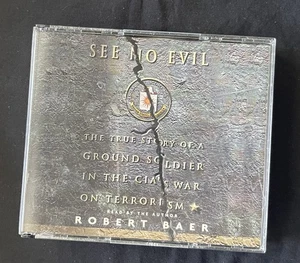 SEE NO EVIL
THE TRUE STORY OF A
GROUND SOLDIER
IN THE CIA'S WAR
ON TERRORISM
READ BY THE AUTHOR
ROBERT BAER